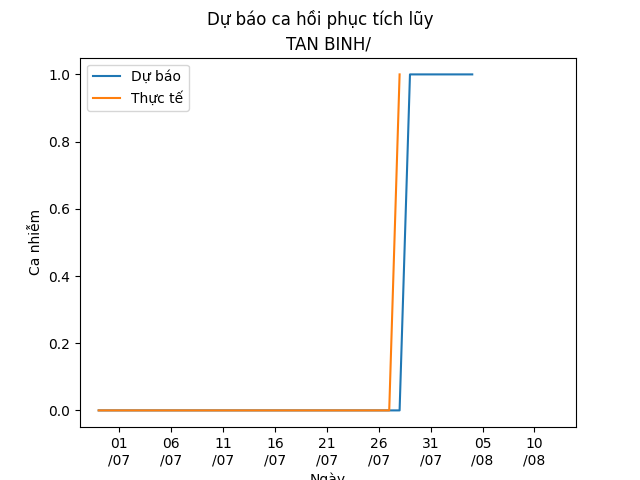 Dự báo ca hồi phục tích lũy
TAN BINH/
Dự báo
Thực tế
Ca nhiễm
1.0
0.8
0.6
0.4
0.2
0.0
01 06 11 16 21 26 31 05 10
/07 /07 /07 /07 /07 /07 /07 /08 /08
Ngày